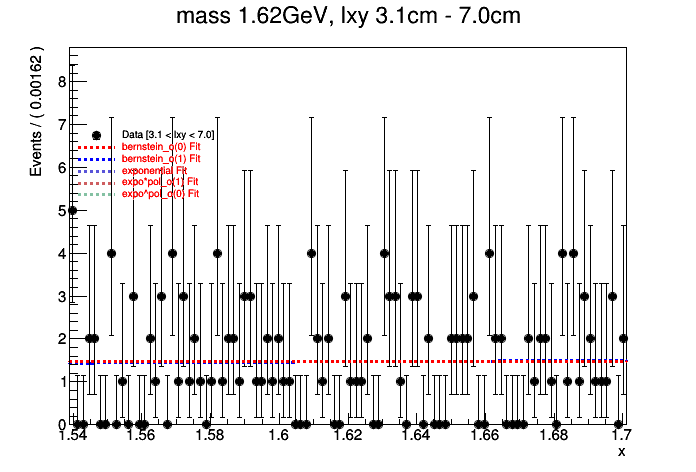 mass 1.62GeV, lxy 3.1cm - 7.0cm
Events / ( 0.00162 )
8
7
6
5
4
3
2
1
0
Data [3.1 < lxy < 7.0]
bernstein_o(0) Fit
bernstein_o(1) Fit
exponential Fit
expo*pol_o(1) Fit
expo^pol_o(0) Fit
1.54 1.56 1.58 1.6 1.62 1.64 1.66 1.68 1.7
x